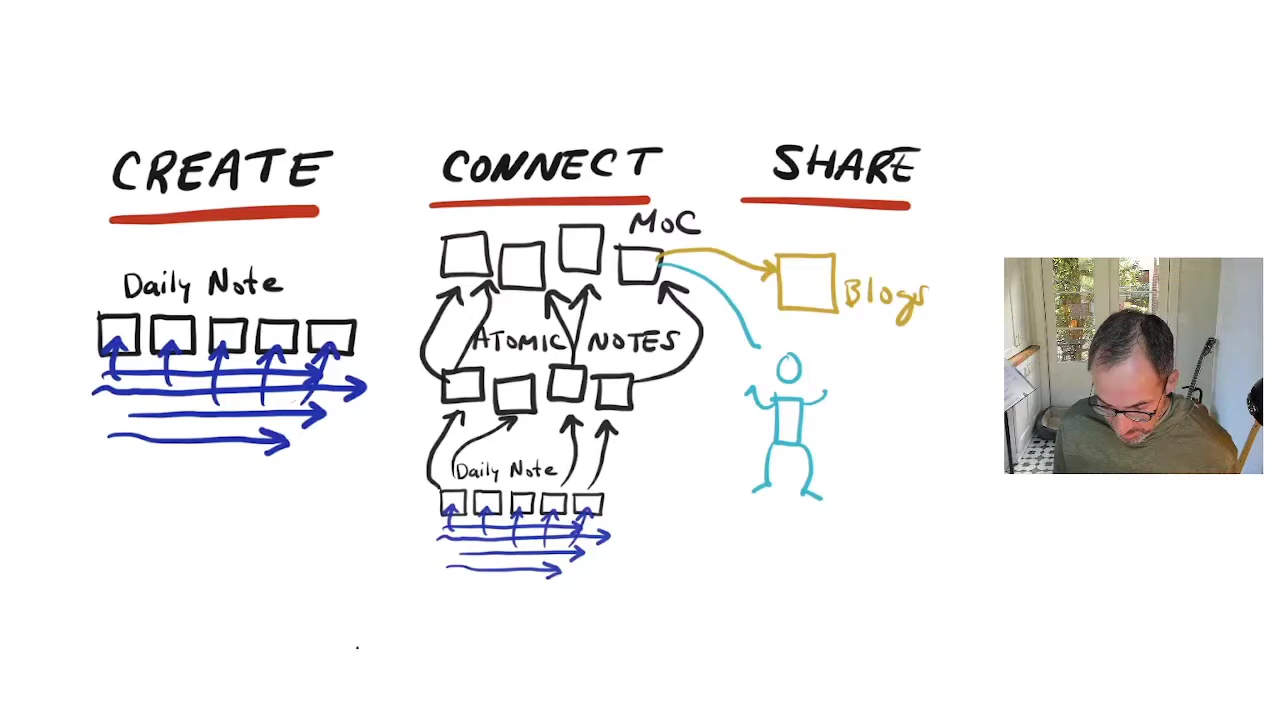 CREATE
CONNECT
SHARE
Daily Note
MOC
Blogs
ATOMIC NOTES
Daily Note